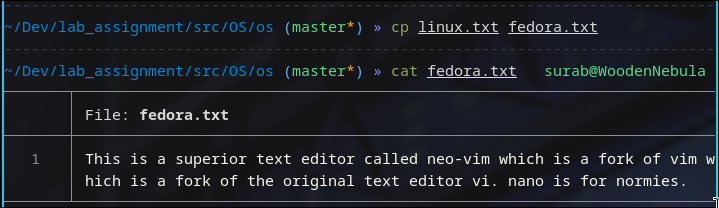 ~/Dev/lab_assignment/src/OS/os (master*) » cp linux.txt fedora.txt
~/Dev/lab_assignment/src/OS/os (master*) » cat fedora.txt surab@WoodenNebula
File: fedora.txt
1 This is a superior text editor called neo-vim which is a fork of vim w
hich is a fork of the original text editor vi. nano is for normies.